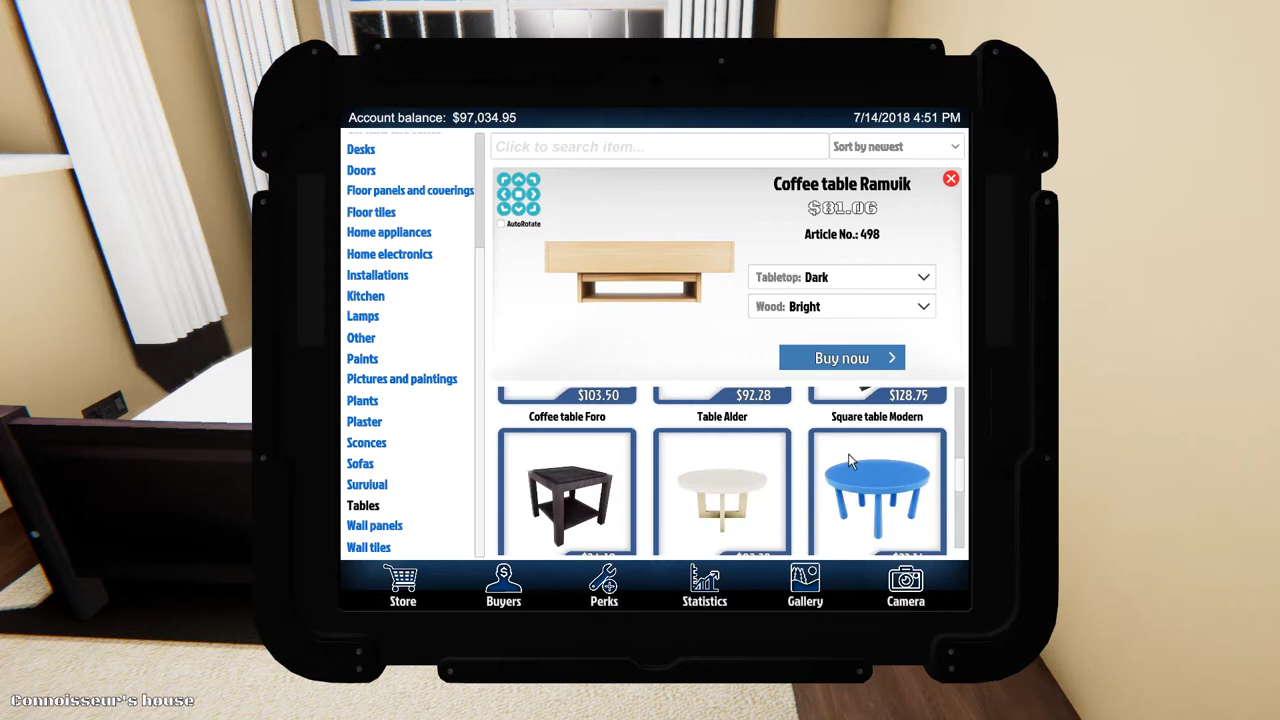 Account balance: $97,034.95
7/14/2018 4:51 PM
Desks
Doors
Floor panels and coverings
Floor tiles
Home appliances
Home electronics
Installations
Kitchen
Lamps
Other
Paints
Pictures and paintings
Plants
Plaster
Sconces
Sofas
Survival
Tables
Wall panels
Wall tiles
Click to search item...
Sort by newest
AutoRotate
Coffee table Ramvik
$81.06
Article No.: 498
Tabletop: Dark
Wood: Bright
Buy now
$103.50
$92.28
$128.75
Coffee table Foro
Table Alder
Square table Modern
Store
Buyers
Perks
Statistics
Gallery
Camera
Connoisseur's house